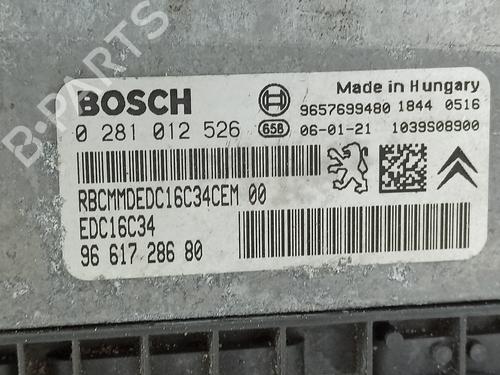 BOSCH
Made in Hungary
9657699480 1844 0516
0 281 012 526 658 06-01-21 1039S08900
RBCMMDEDC16C34CEM 00
EDC16C34
96 617 286 80
B-PARTS
B-PARTS